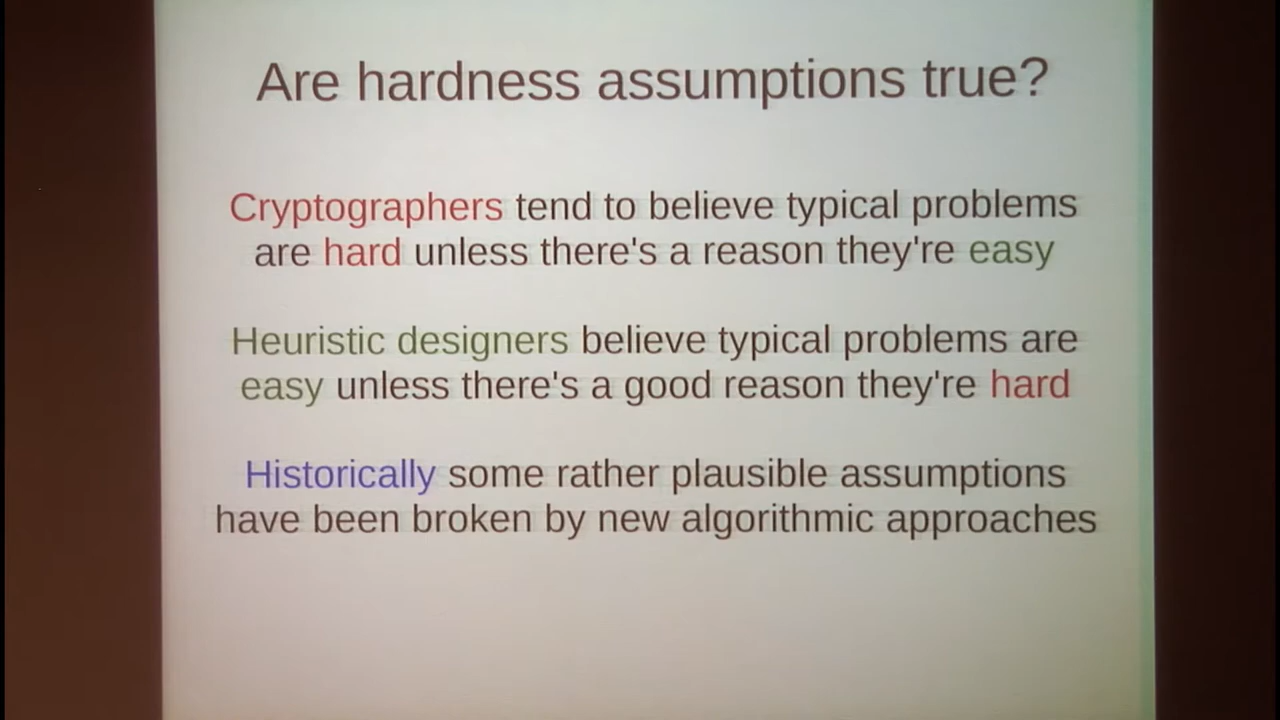 Are hardness assumptions true?
Cryptographers tend to believe typical problems
are hard unless there's a reason they're easy
Heuristic designers believe typical problems are
easy unless there's a good reason they're hard
Historically some rather plausible assumptions
have been broken by new algorithmic approaches